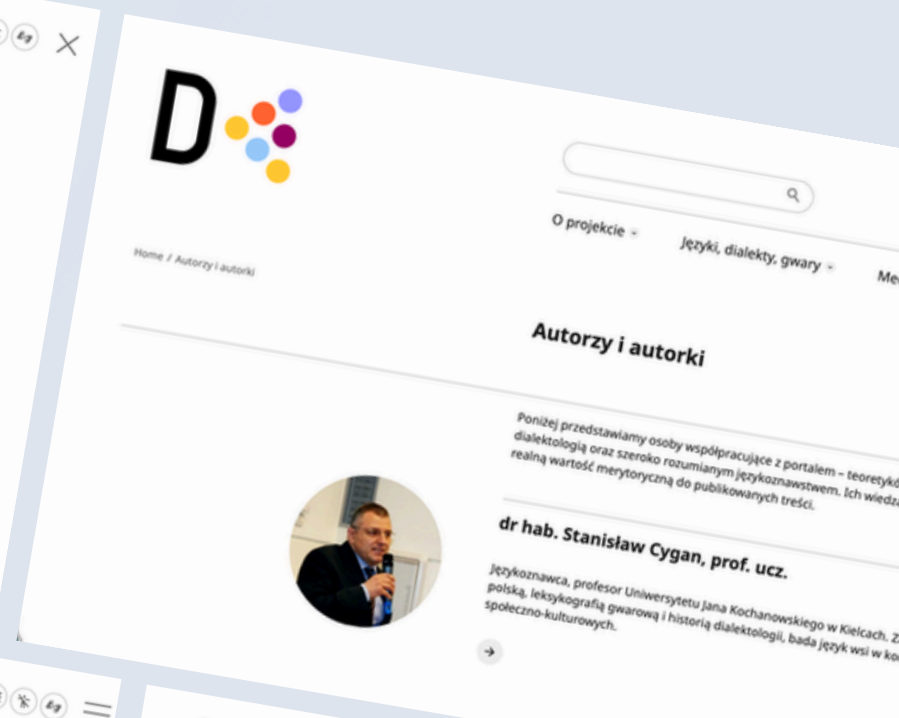 D
O projekcie
Języki, dialekty, gwary
Home / Autorzy i autorki
Autorzy i autorki
Poniżej przedstawiamy osoby współpracujące z portalem – teoretykó
dialektologią oraz szeroko rozumianym językoznawstwem. Ich wiedza
realną wartość merytoryczną do publikowanych treści.
dr hab. Stanisław Cygan, prof. ucz.
Językoznawca, profesor Uniwersytetu Jana Kochanowskiego w Kielcach. Z
polską, leksykografią gwarową i historią dialektologii, bada język wsi w ko
społeczno-kulturowych.